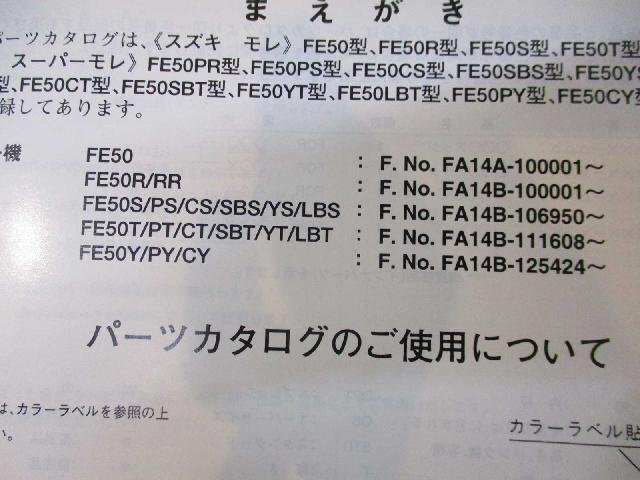 まえがき
パーツカタログは、《スズキ モレ》FE50型、FE50R型、FE50S型、FE50T型
スーパーモレ》FE50PR型、FE50PS型、FE50CS型、FE50SBS型、FE50YS
型、FE50CT型、FE50SBT型、FE50YT型、FE50LBT型、FE50PY型、FE50CY型
録してあります。
機 FE50 : F. No. FA14A-100001～
FE50R/RR : F. No. FA14B-100001～
FE50S/PS/CS/SBS/YS/LBS : F. No. FA14B-106950～
FE50T/PT/CT/SBT/YT/LBT : F. No. FA14B-111608～
FE50Y/PY/CY : F. No. FA14B-125424～
パーツカタログのご使用について
は、カラーラベルを参照の上
い。
カラーラベル貼